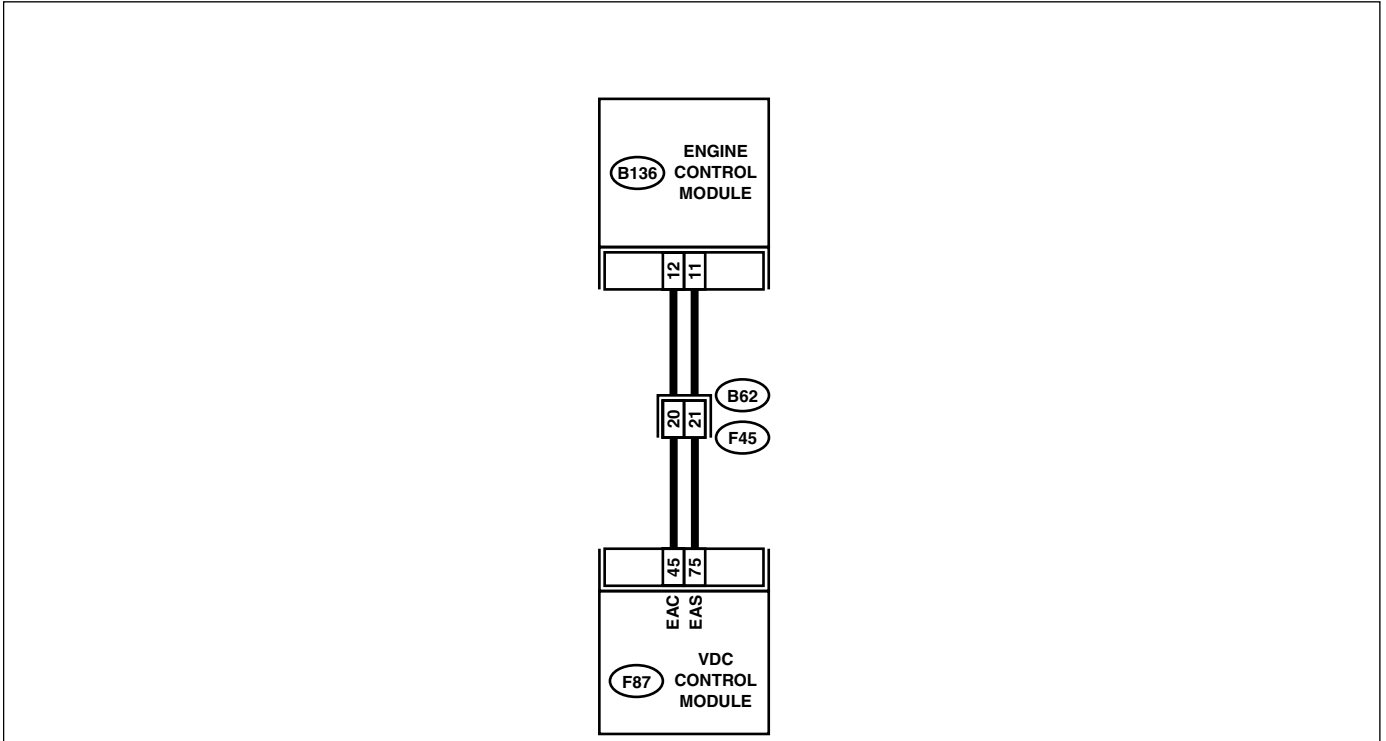 ENGINE
B136 CONTROL
MODULE
12 11
B62
20 21
F45
45 75
EAC EAS
VDC
F87 CONTROL
MODULE